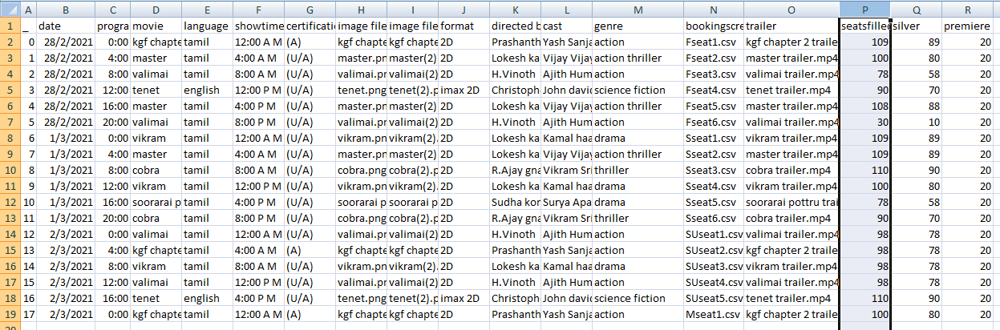 A B C D E F G H I J K L M N O P Q R
1 _ date progra movie language showtime certificati image file image file format directed b cast genre bookingscre trailer seatsfilled silver premiere
2 0 28/2/2021 0:00 kgf chapte tamil 12:00 A M (A) kgf chapte kgf chapte 2D Prashanth Yash Sanja action Fseat1.csv kgf chapter 2 traile 109 89 20
3 1 28/2/2021 4:00 master tamil 4:00 A M (U/A) master.pn master(2) 2D Lokesh ka Vijay Vijay action thriller Fseat2.csv master trailer.mp4 100 80 20
4 2 28/2/2021 8:00 valimai tamil 8:00 A M (U/A) valimai.pr valimai(2). 2D H.Vinoth Ajith Hum action Fseat3.csv valimai trailer.mp4 78 58 20
5 3 28/2/2021 12:00 tenet english 12:00 P M (U/A) tenet.png tenet(2).p imax 2D Christoph John david science fiction Fseat4.csv tenet trailer.mp4 90 70 20
6 4 28/2/2021 16:00 master tamil 4:00 P M (U/A) master.pn master(2) 2D Lokesh ka Vijay Vijay action thriller Fseat5.csv master trailer.mp4 108 88 20
7 5 28/2/2021 20:00 valimai tamil 8:00 P M (U/A) valimai.pr valimai(2). 2D H.Vinoth Ajith Hum action Fseat6.csv valimai trailer.mp4 30 10 20
8 6 1/3/2021 0:00 vikram tamil 12:00 A M (U/A) vikram.pn vikram(2). 2D Lokesh ka Kamal haa drama Sseat1.csv vikram trailer.mp4 109 89 20
9 7 1/3/2021 4:00 master tamil 4:00 A M (U/A) master.pn master(2) 2D Lokesh ka Vijay Vijay action thriller Sseat2.csv master trailer.mp4 109 89 20
10 8 1/3/2021 8:00 cobra tamil 8:00 A M (U/A) cobra.png cobra(2).p 2D R.Ajay gna Vikram Sri thriller Sseat3.csv cobra trailer.mp4 110 90 20
11 9 1/3/2021 12:00 vikram tamil 12:00 P M (U/A) vikram.pn vikram(2). 2D Lokesh ka Kamal haa drama Sseat4.csv vikram trailer.mp4 100 80 20
12 10 1/3/2021 16:00 soorarai p tamil 4:00 P M (U/A) soorarai p soorarai p 2D Sudha kon Surya Apa drama Sseat5.csv soorarai pottru trai 78 58 20
13 11 1/3/2021 20:00 cobra tamil 8:00 P M (U/A) cobra.png cobra(2).p 2D R.Ajay gna Vikram Sri thriller Sseat6.csv cobra trailer.mp4 90 70 20
14 12 2/3/2021 0:00 valimai tamil 12:00 A M (U/A) valimai.pr valimai(2). 2D H.Vinoth Ajith Hum action SUseat1.csv valimai trailer.mp4 98 78 20
15 13 2/3/2021 4:00 kgf chapte tamil 4:00 A M (A) kgf chapte kgf chapte 2D Prashanth Yash Sanja action SUseat2.csv kgf chapter 2 traile 98 78 20
16 14 2/3/2021 8:00 vikram tamil 8:00 A M (U/A) vikram.pn vikram(2). 2D Lokesh ka Kamal haa drama SUseat3.csv vikram trailer.mp4 98 78 20
17 15 2/3/2021 12:00 valimai tamil 12:00 P M (U/A) valimai.pr valimai(2) 2D H.Vinoth Ajith Hum action SUseat4.csv valimai trailer.mp4 98 78 20
18 16 2/3/2021 16:00 tenet english 4:00 P M (U/A) tenet.png tenet(2).p imax 2D Christoph John david science fiction SUseat5.csv tenet trailer.mp4 110 90 20
19 17 2/3/2021 0:00 kgf chapte tamil 12:00 A M (A) kgf chapte kgf chapte 2D Prashanth Yash Sanja action Mseat1.csv kgf chapter 2 traile 100 80 20